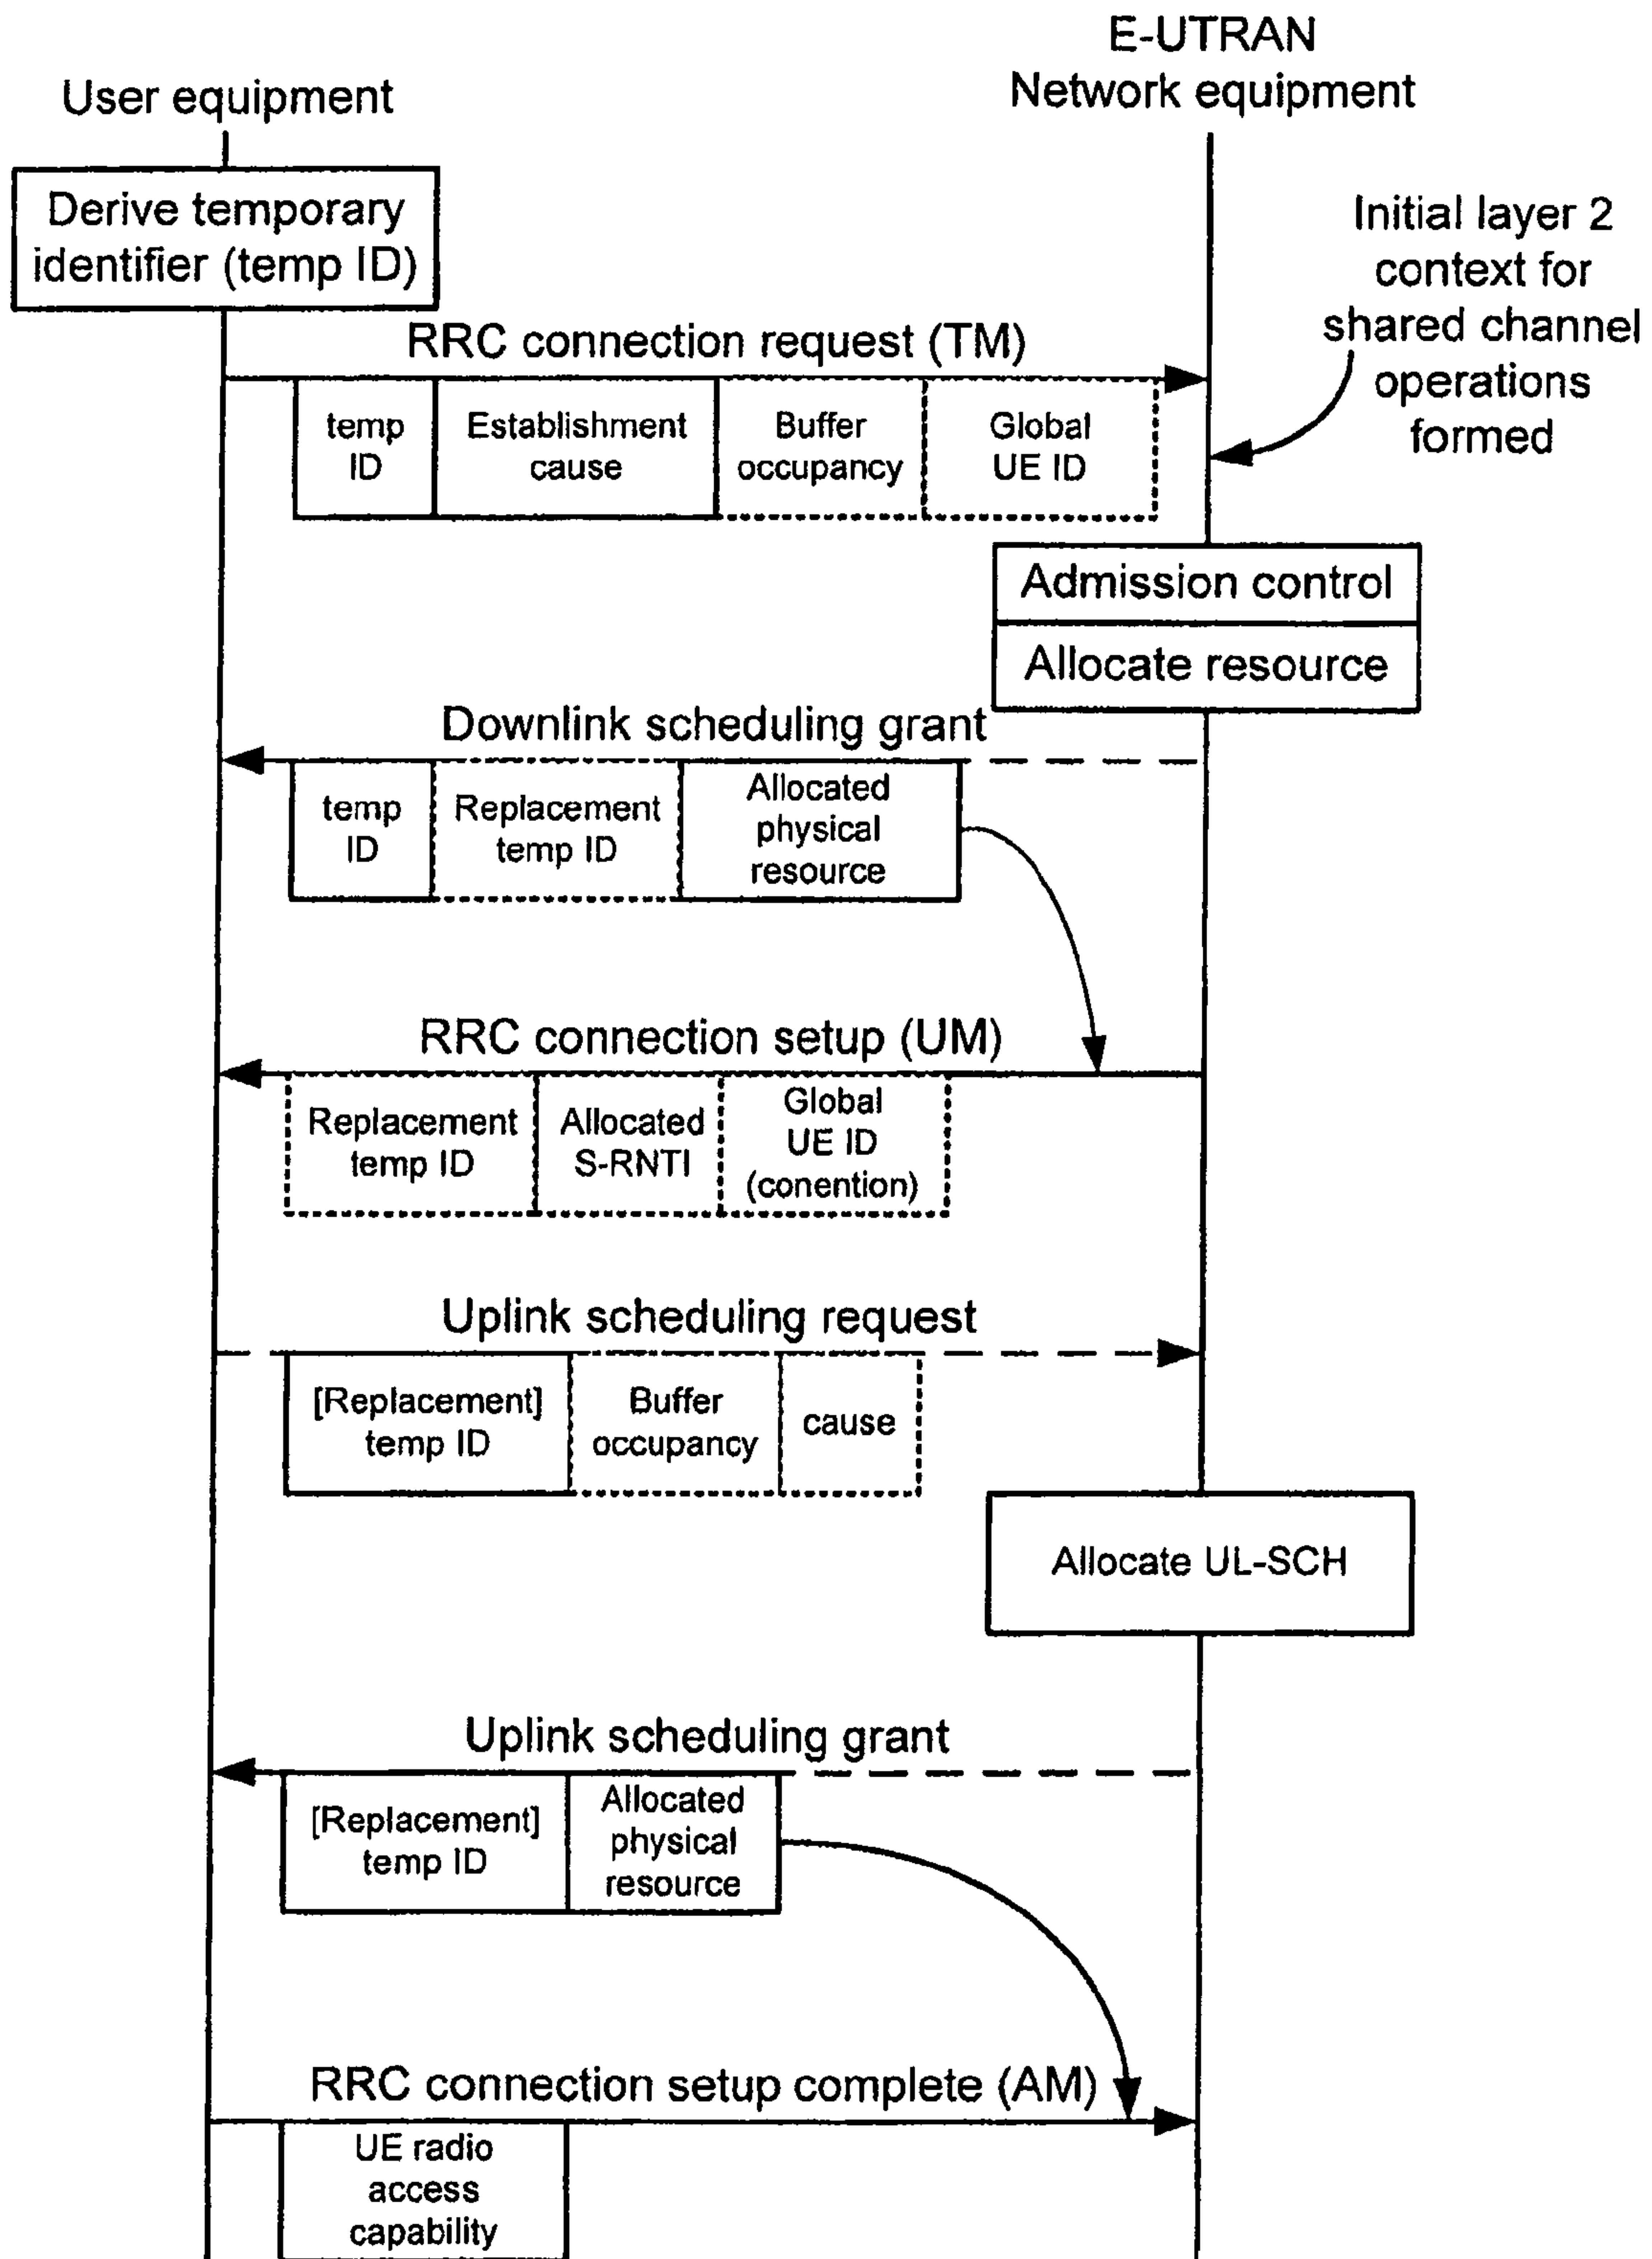 E-UTRAN
Network equipment
User equipment
Derive temporary
identifier (temp ID)
Initial layer 2
context for
shared channel
operations
formed
RRC connection request (TM)
temp
ID
Establishment
cause
Buffer
occupancy
Global
UE ID
Admission control
Allocate resource
Downlink scheduling grant
temp
ID
Replacement
temp ID
Allocated
physical
resource
RRC connection setup (UM)
Replacement
temp ID
Allocated
S-RNTI
Global
UE ID
(conention)
Uplink scheduling request
[Replacement]
temp ID
Buffer
occupancy
cause
Allocate UL-SCH
Uplink scheduling grant
[Replacement]
temp ID
Allocated
physical
resource
RRC connection setup complete (AM)
UE radio
access
capability